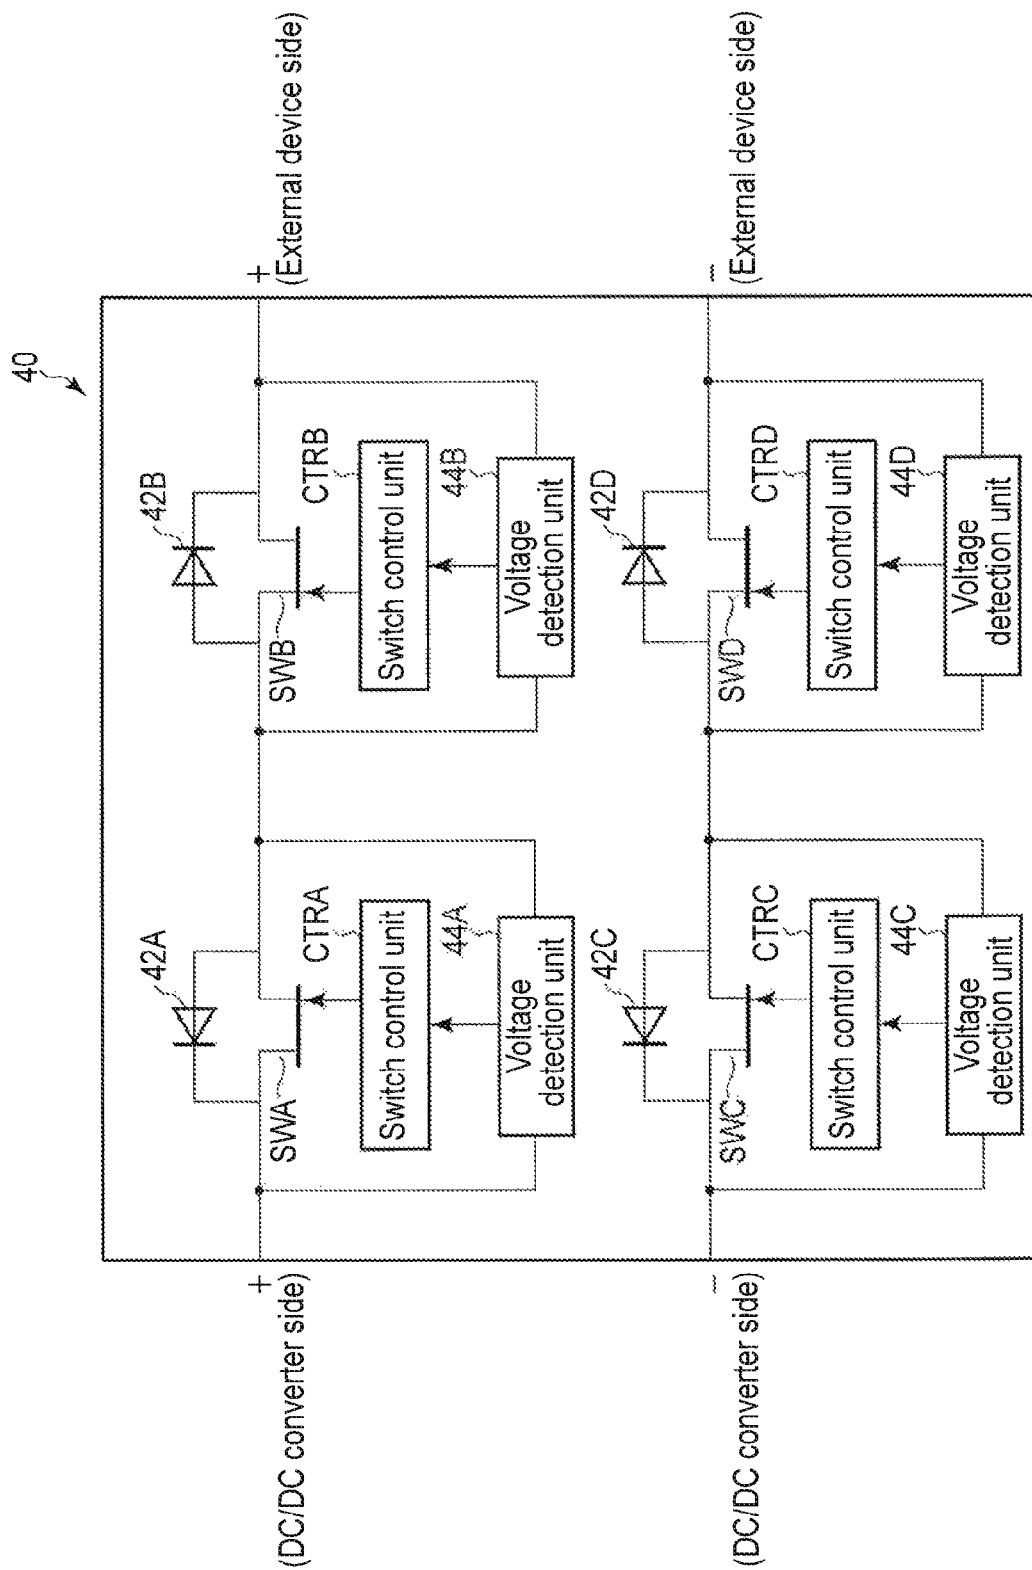 40
42A
42B
+
(DC/DC converter side)
+
(External device side)
SWA
CTRA
SWB
CTRB
Switch control unit
Switch control unit
44A
44B
Voltage
detection unit
Voltage
detection unit
42C
42D
−
(DC/DC converter side)
−
(External device side)
SWC
CTRC
SWD
CTRD
Switch control unit
Switch control unit
44C
44D
Voltage
detection unit
Voltage
detection unit